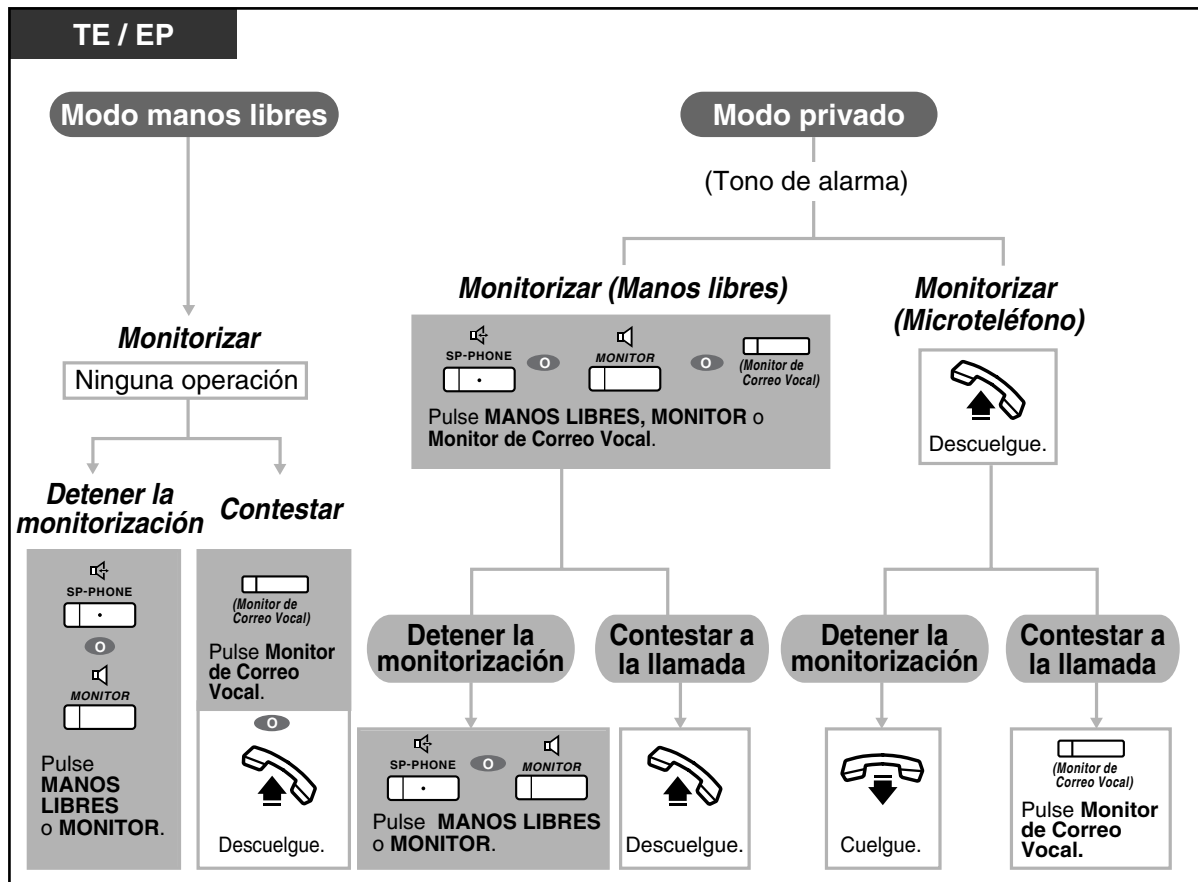 TE / EP
Modo manos libres
Monitorizar
Ninguna operación
Detener la
monitorización
SP-PHONE
O
MONITOR
Pulse
MANOS
LIBRES
o MONITOR.
Contestar
(Monitor de
Correo Vocal)
Pulse Monitor
de Correo
Vocal.
O
Descuelgue.
Modo privado
(Tono de alarma)
Monitorizar (Manos libres)
SP-PHONE O MONITOR O (Monitor de
Correo Vocal)
Pulse MANOS LIBRES, MONITOR o
Monitor de Correo Vocal.
Detener la
monitorización
SP-PHONE O MONITOR
Pulse MANOS LIBRES
o MONITOR.
Contestar a
la llamada
Descuelgue.
Monitorizar
(Microteléfono)
Descuelgue.
Detener la
monitorización
Cuelgue.
Contestar a
la llamada
(Monitor de
Correo Vocal)
Pulse Monitor
de Correo
Vocal.